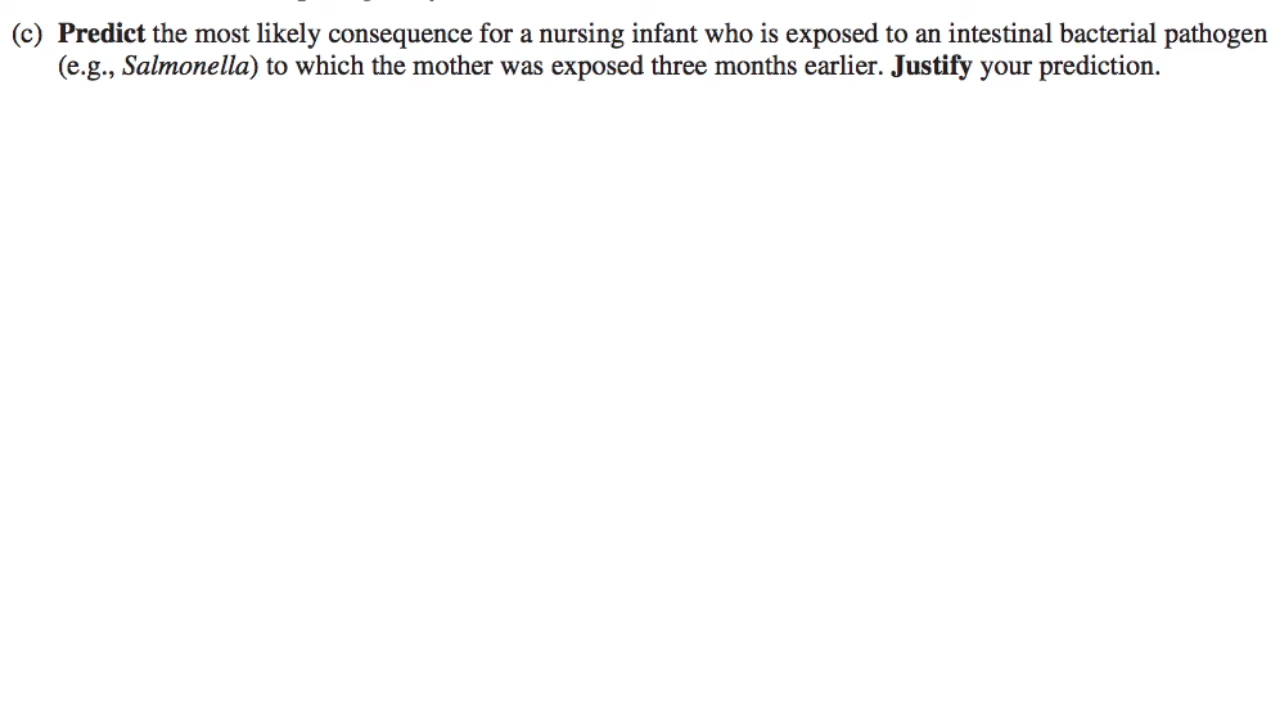 (c) Predict the most likely consequence for a nursing infant who is exposed to an intestinal bacterial pathogen
(e.g., Salmonella) to which the mother was exposed three months earlier. Justify your prediction.